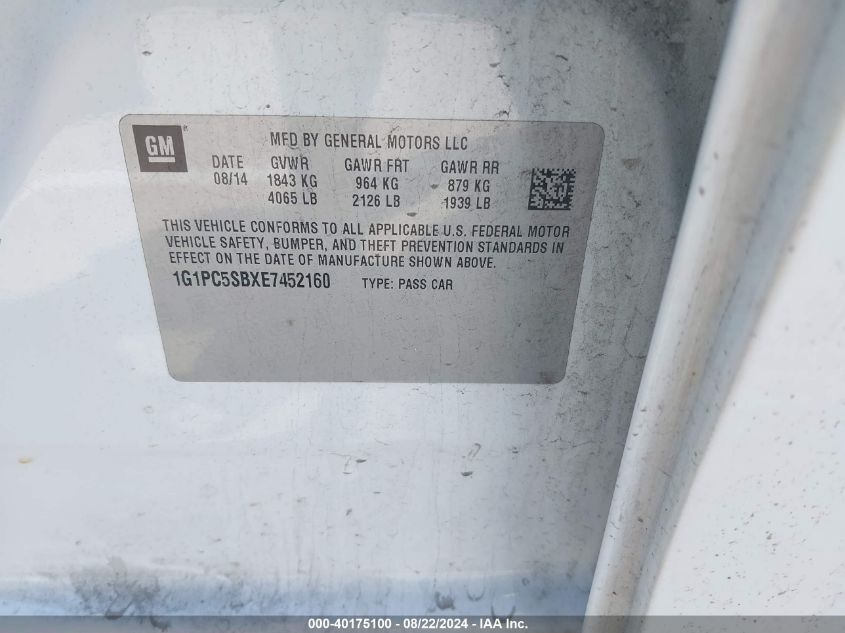 GM ® MFD BY GENERAL MOTORS LLC
DATE GVWR GAWR FRT GAWR RR
08/14 1843 KG 964 KG 879 KG
4065 LB 2126 LB 1939 LB
THIS VEHICLE CONFORMS TO ALL APPLICABLE U.S. FEDERAL MOTOR
VEHICLE SAFETY, BUMPER, AND THEFT PREVENTION STANDARDS IN
EFFECT ON THE DATE OF MANUFACTURE SHOWN ABOVE.
1G1PC5SBXE7452160 TYPE: PASS CAR
000-40175100 - 08/22/2024 - IAAI Inc.